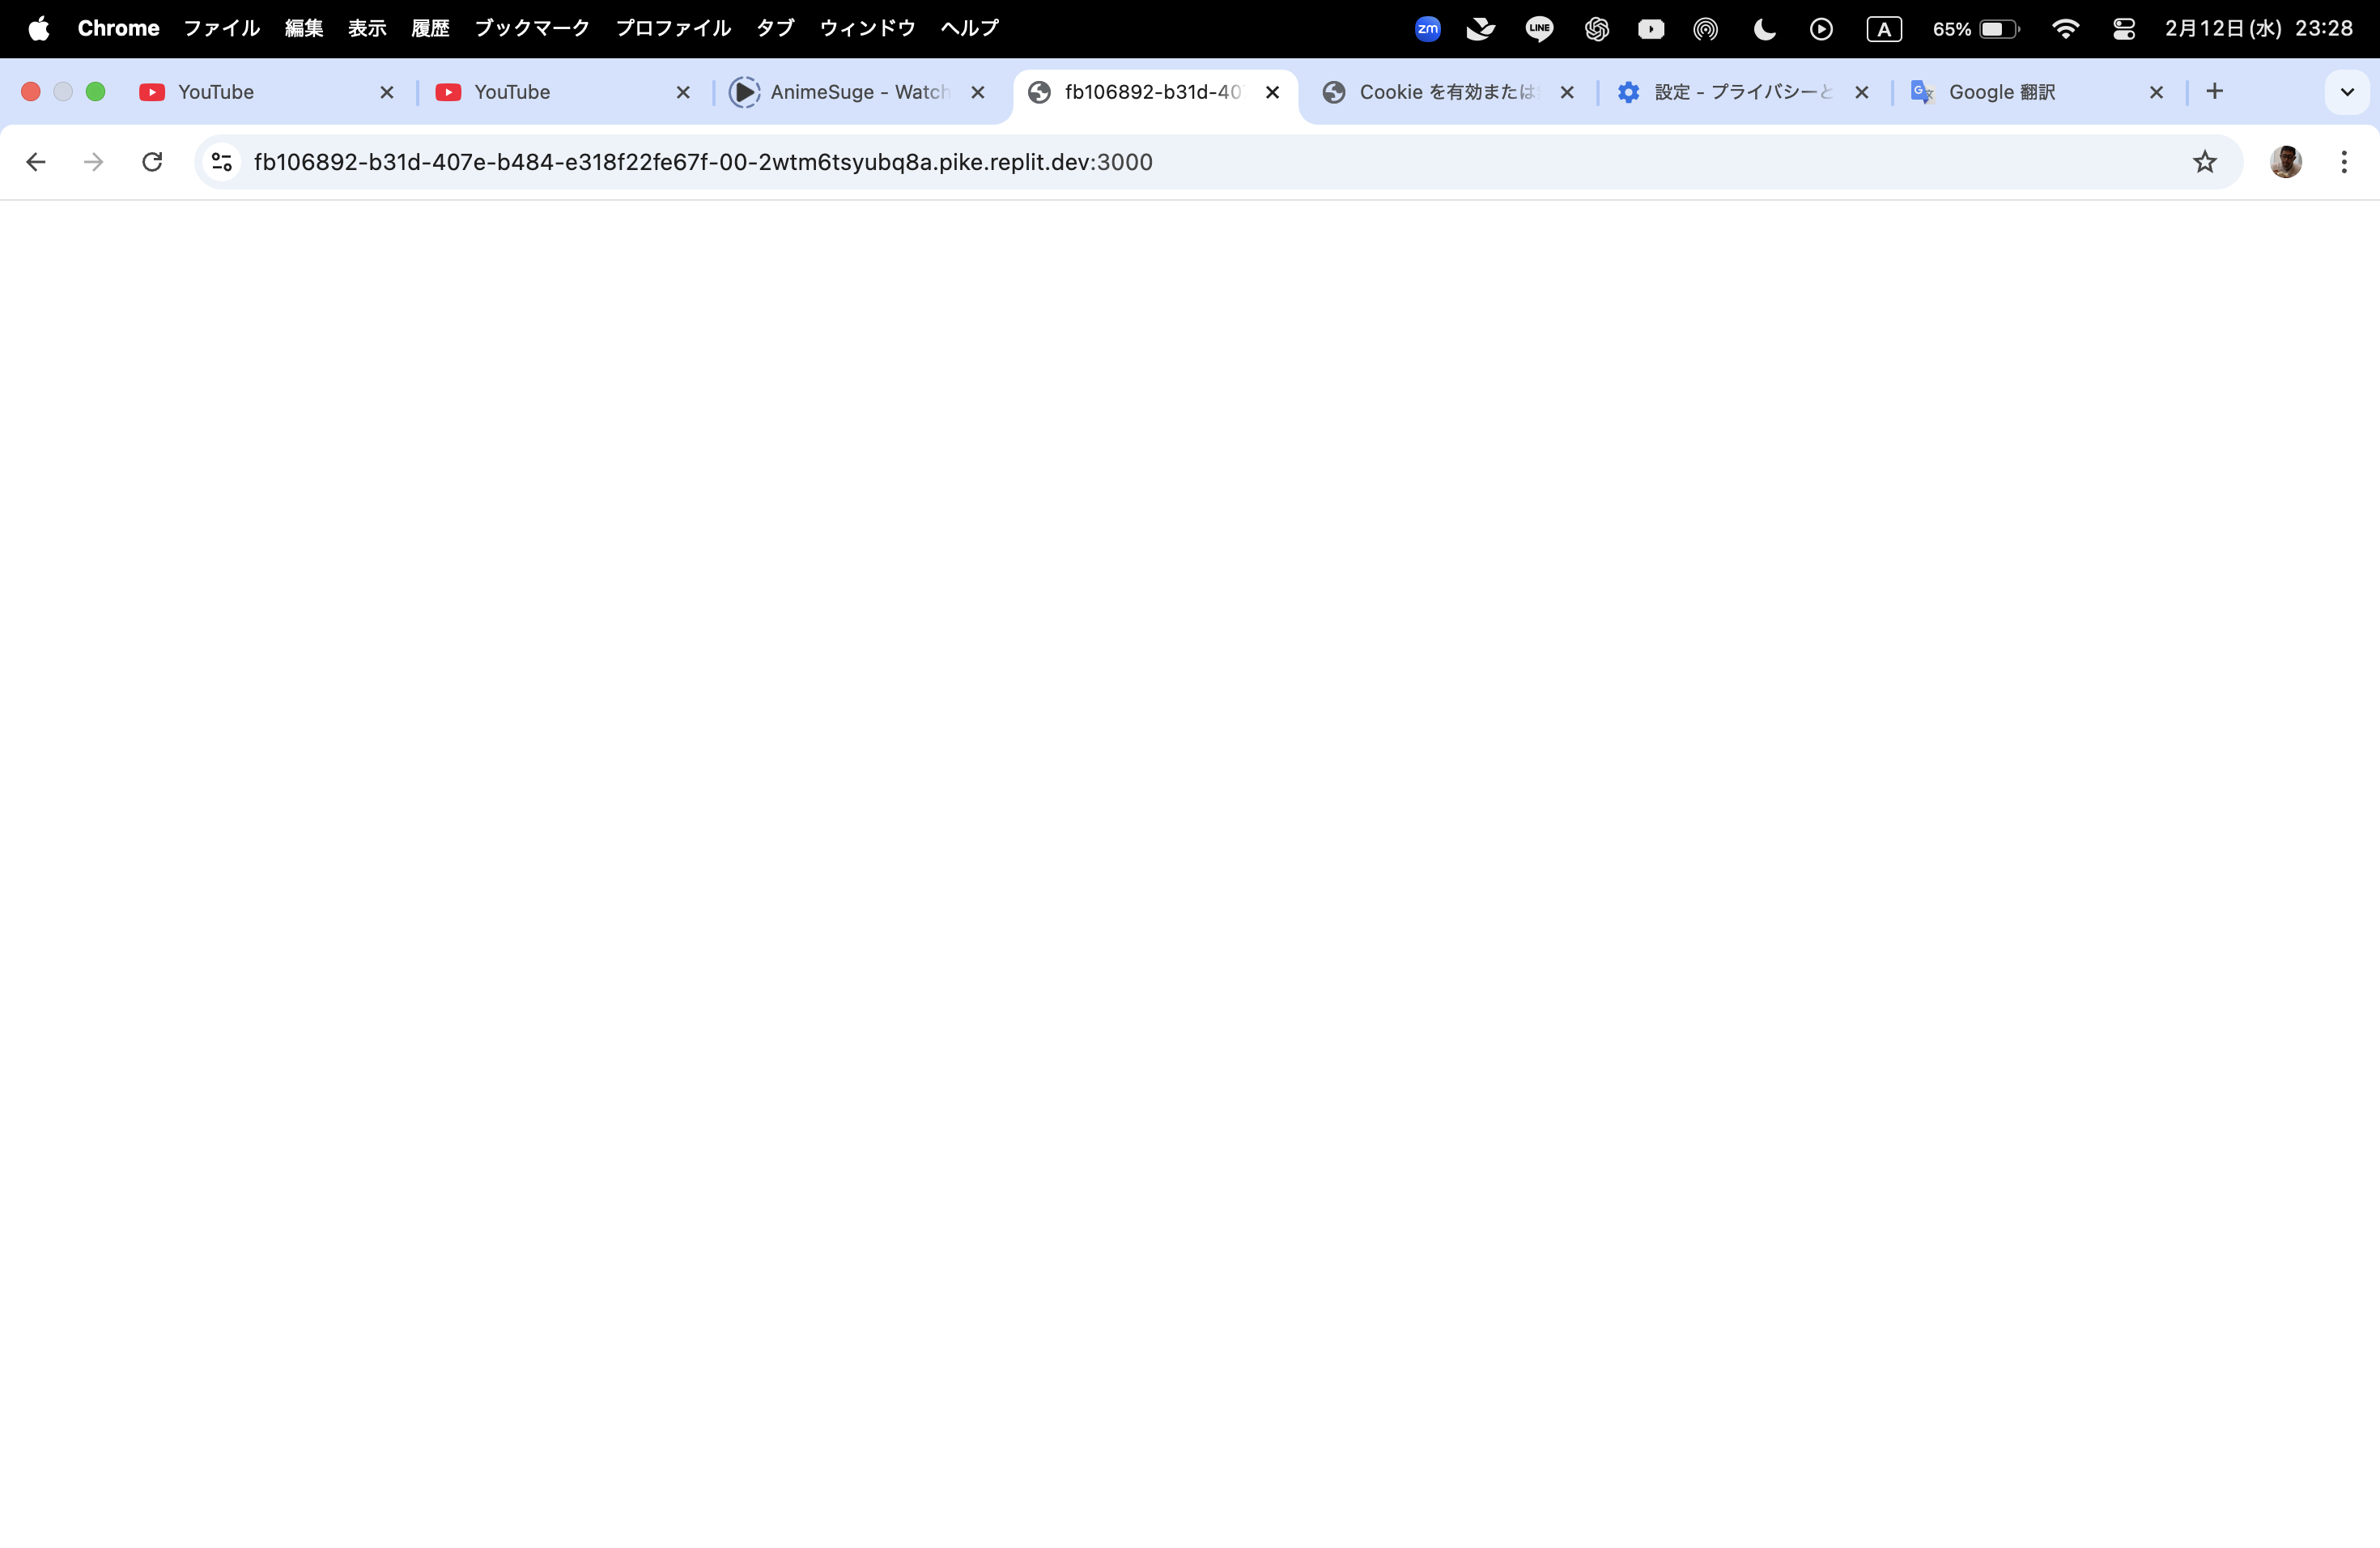 Chrome ファイル 編集 表示 履歴 ブックマーク プロファイル タブ ウィンドウ ヘルプ zm LINE A 65% 2月12日(水) 23:28
YouTube YouTube AnimeSuge - Watch fb106892-b31d-40 Cookie を有効または 設定 - プライバシーと Google 翻訳
fb106892-b31d-407e-b484-e318f22fe67f-00-2wtm6tsyubq8a.pike.replit.dev:3000